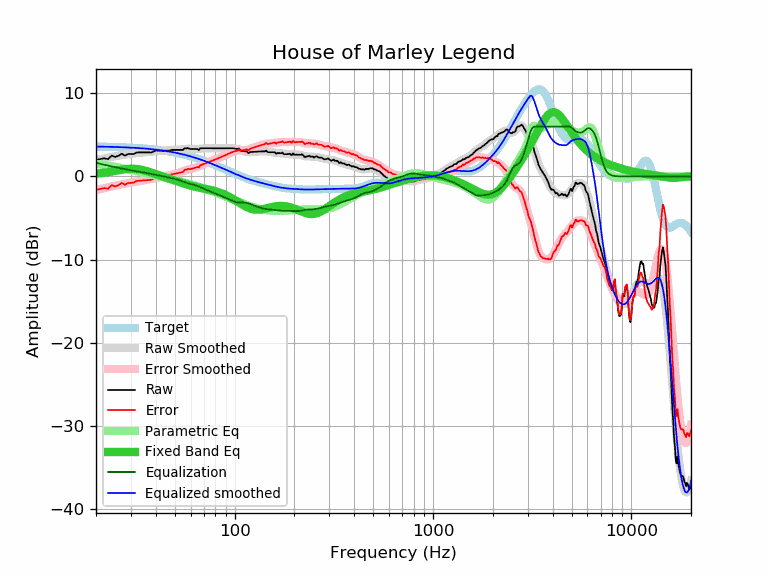 House of Marley Legend
10
0
−10
−20
−30
−40
Amplitude (dBr)
Target
Raw Smoothed
Error Smoothed
Raw
Error
Parametric Eq
Fixed Band Eq
Equalization
Equalized smoothed
100
1000
10000
Frequency (Hz)